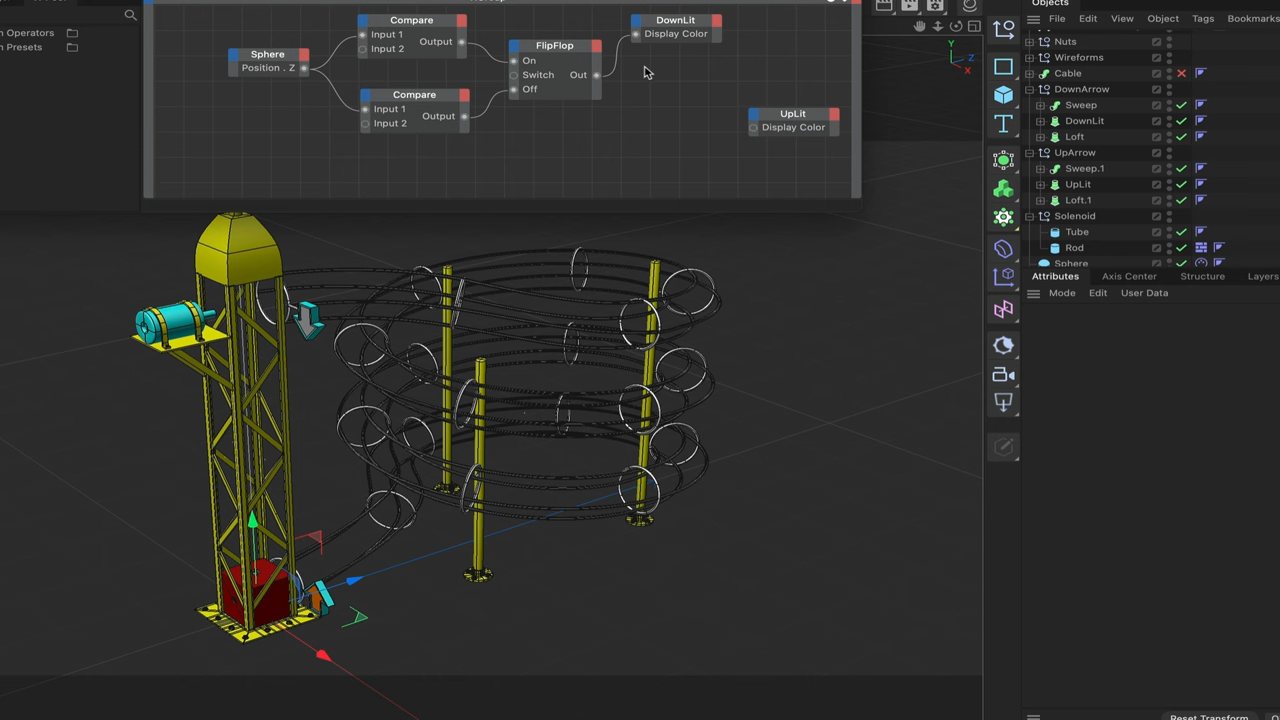 Operators
Presets
Compare
Input 1
Input 2
Output
Sphere
Position . Z
Compare
Input 1
Input 2
Output
FlipFlop
On
Switch
Off
Out
DownLit
Display Color
UpLit
Display Color
Y
X
Z
Objects
File Edit View Object Tags Bookmarks
Nuts
Wireforms
Cable
DownArrow
Sweep
DownLit
Loft
UpArrow
Sweep.1
UpLit
Loft.1
Solenoid
Tube
Rod
Sphere
Attributes Axis Center Structure Layers
Mode Edit User Data
Reset Transform